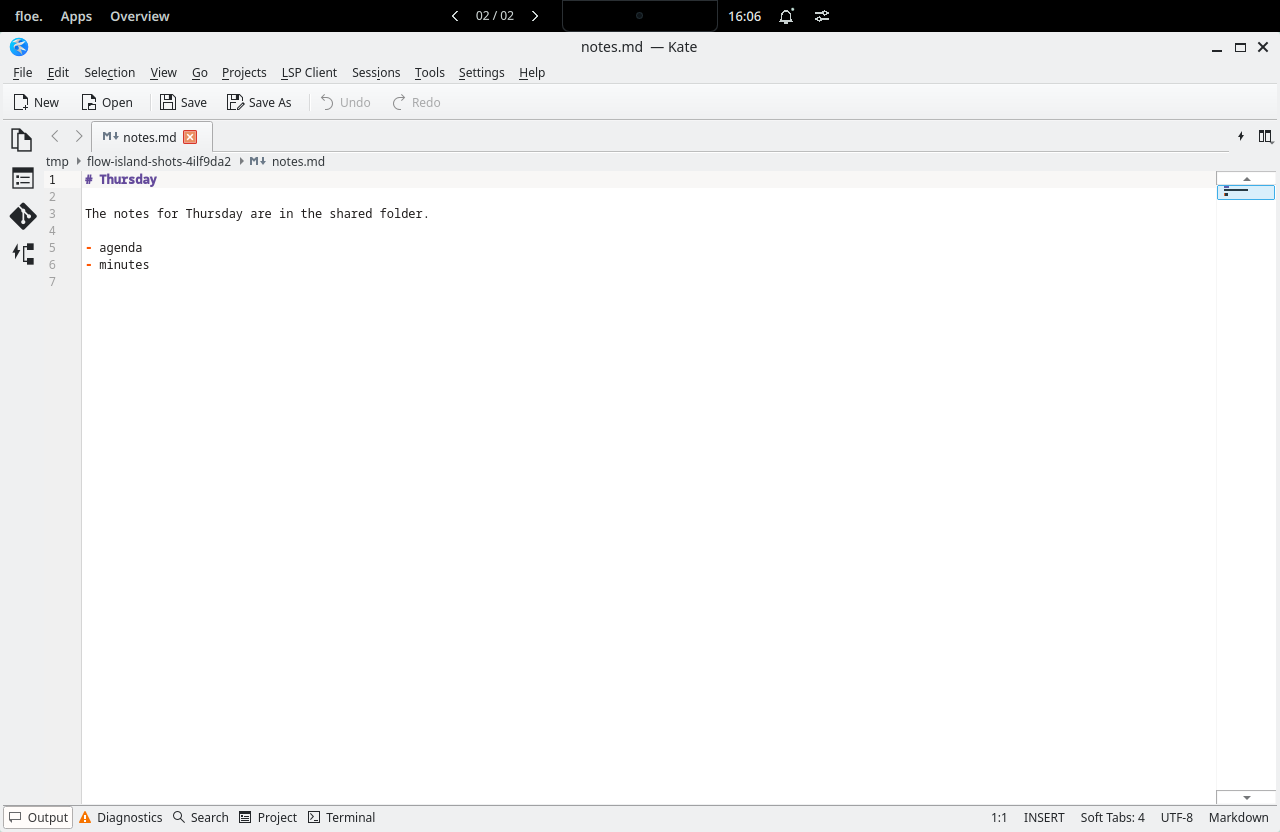 floe. Apps Overview 02 / 02 16:06
notes.md — Kate
File Edit Selection View Go Projects LSP Client Sessions Tools Settings Help
New Open Save Save As Undo Redo
notes.md
tmp flow-island-shots-4ilf9da2 notes.md
1 # Thursday
2
3 The notes for Thursday are in the shared folder.
4
5 - agenda
6 - minutes
7
Output Diagnostics Search Project Terminal 1:1 INSERT Soft Tabs: 4 UTF-8 Markdown